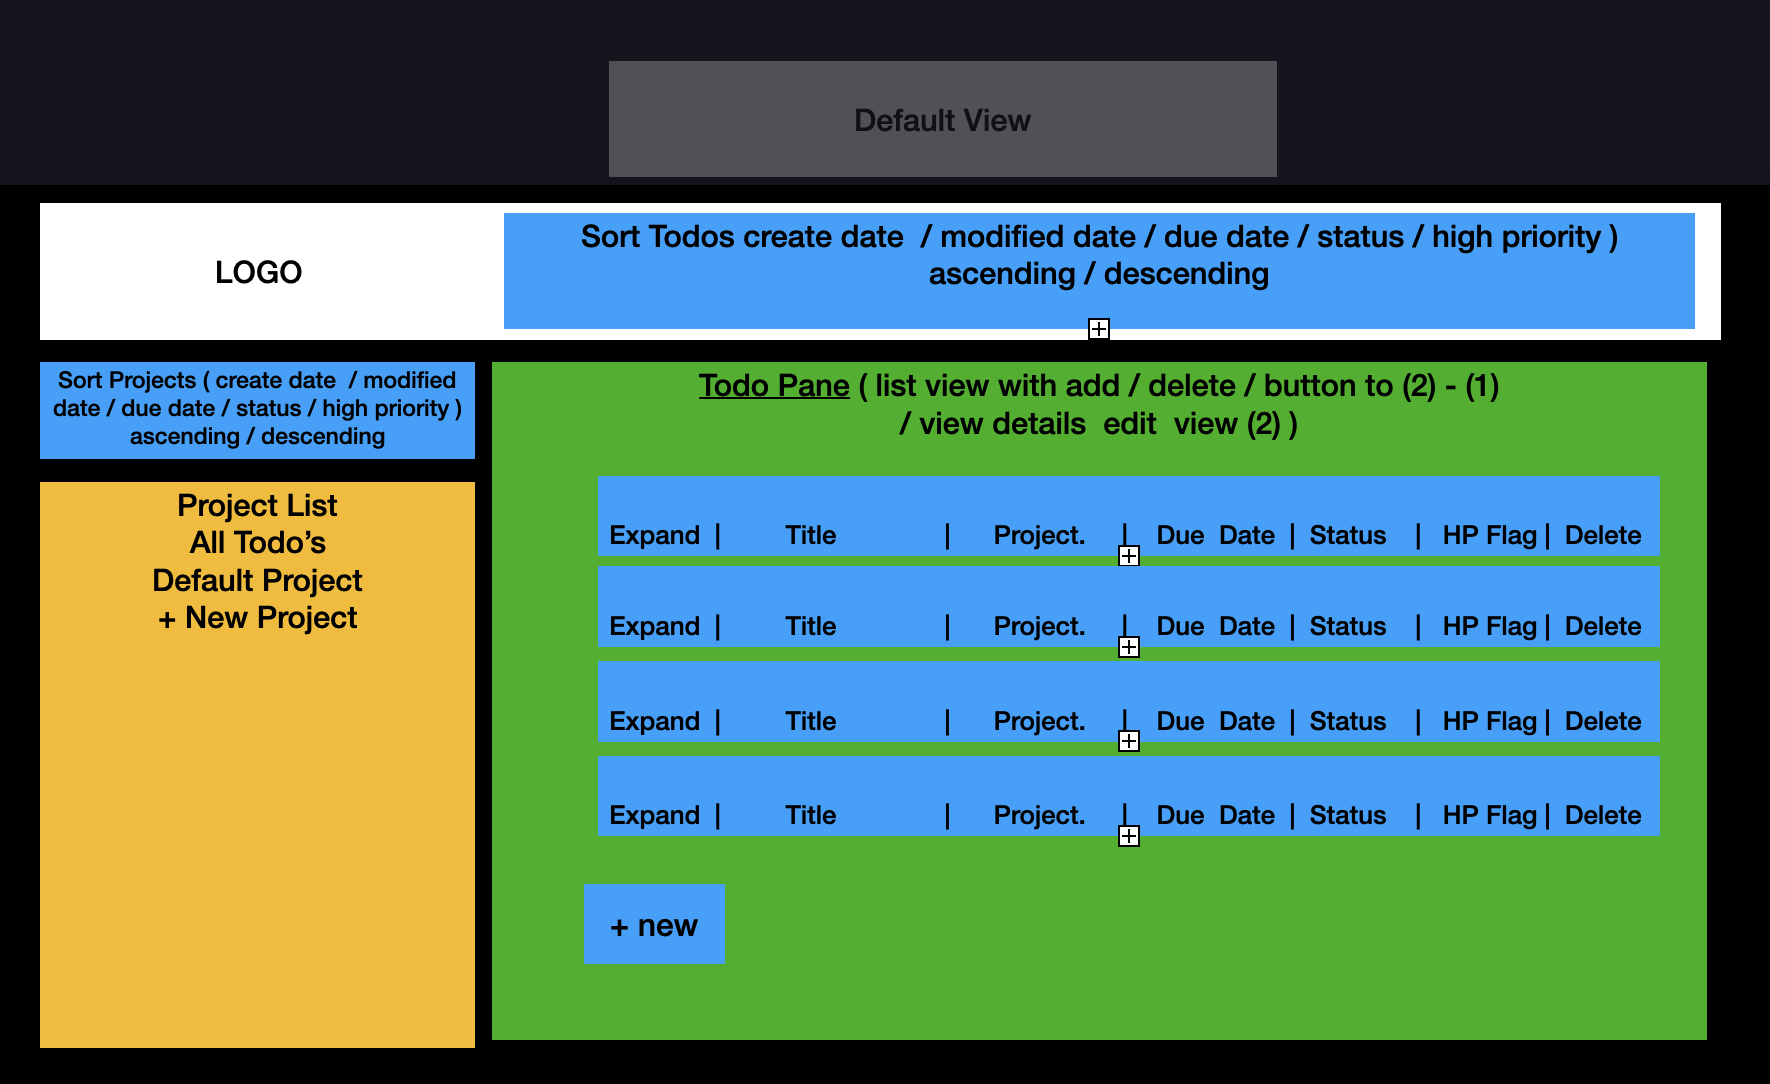 Default View
LOGO
Sort Todos create date / modified date / due date / status / high priority )
ascending / descending
Sort Projects ( create date / modified
date / due date / status / high priority )
ascending / descending
Project List
All Todo’s
Default Project
+ New Project
Todo Pane ( list view with add / delete / button to (2) - (1)
/ view details edit view (2) )
Expand | Title | Project. | Due Date | Status | HP Flag | Delete
Expand | Title | Project. | Due Date | Status | HP Flag | Delete
Expand | Title | Project. | Due Date | Status | HP Flag | Delete
Expand | Title | Project. | Due Date | Status | HP Flag | Delete
+ new